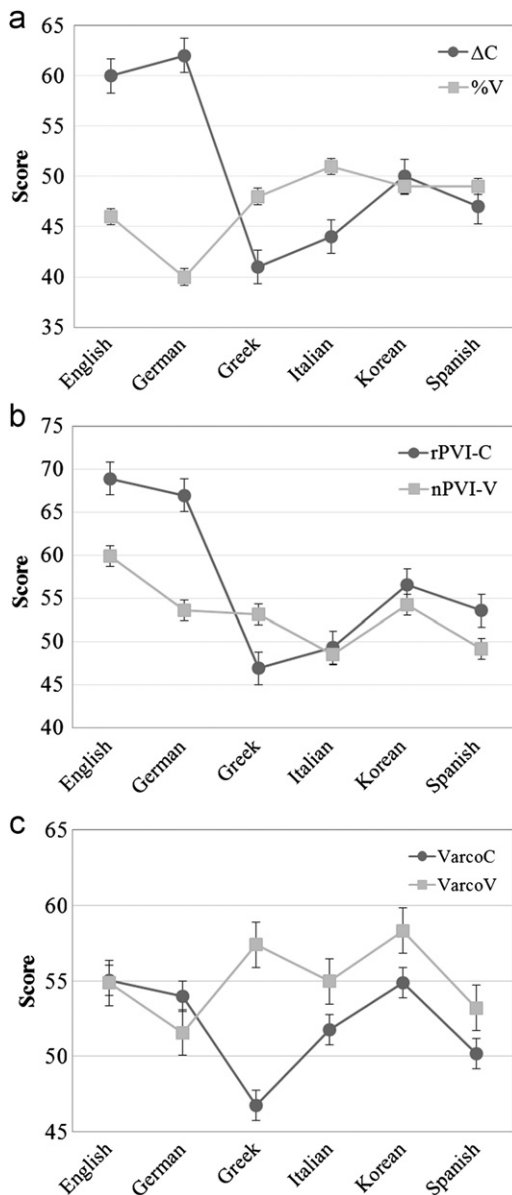 a
ΔC
%V
65
60
55
50
45
40
35
Score
English
German
Greek
Italian
Korean
Spanish
b
rPVI-C
nPVI-V
75
70
65
60
55
50
45
40
Score
English
German
Greek
Italian
Korean
Spanish
c
VarcoC
VarcoV
65
60
55
50
45
Score
English
German
Greek
Italian
Korean
Spanish